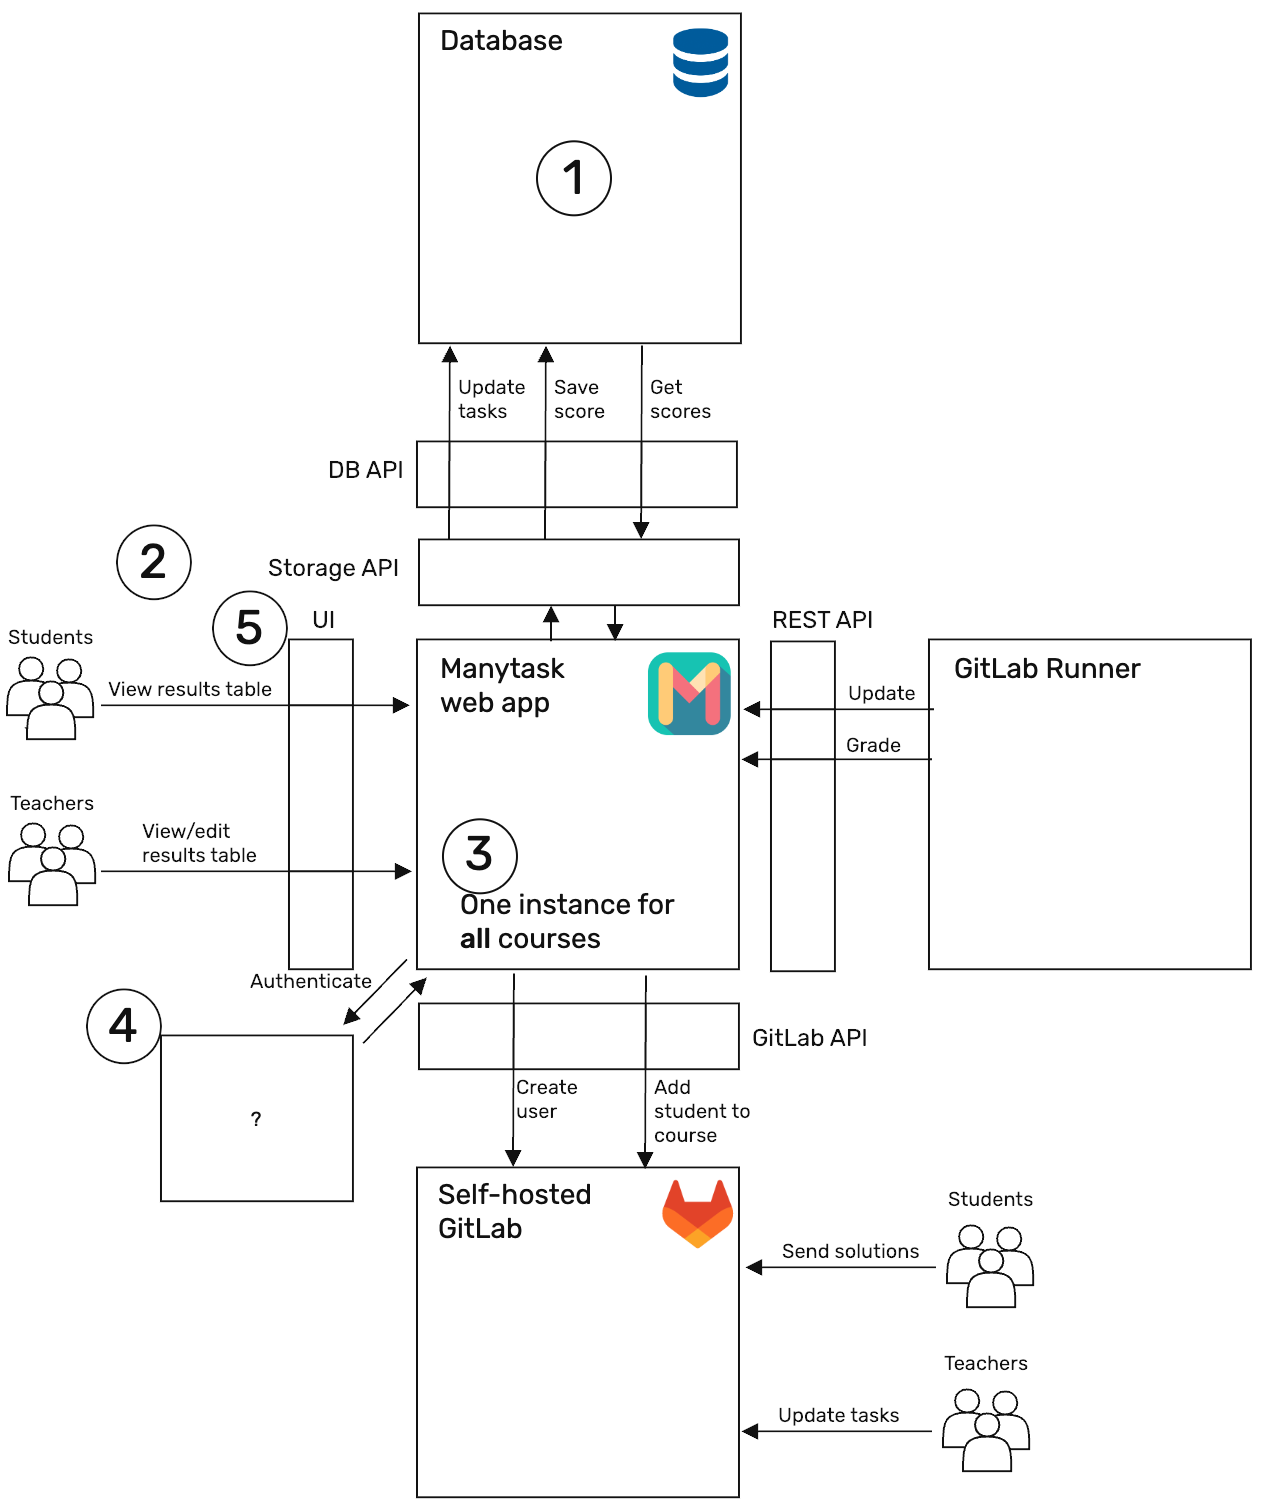 Database
1
Update
tasks
Save
score
Get
scores
DB API
2
Storage API
5
UI
REST API
Students
View results table
Manytask
web app
GitLab Runner
Update
Grade
Teachers
View/edit
results table
3
One instance for
all courses
Authenticate
4
?
GitLab API
Create
user
Add
student to
course
Self-hosted
GitLab
Students
Send solutions
Teachers
Update tasks